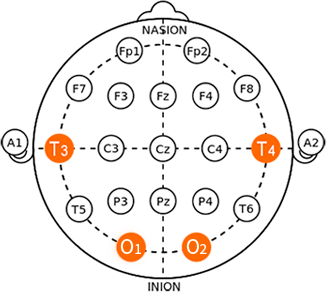 NASION
Fp1 Fp2
F7 F3 Fz F4 F8
A1 T3 C3 Cz C4 T4 A2
T5 P3 Pz P4 T6
O1 O2
INION